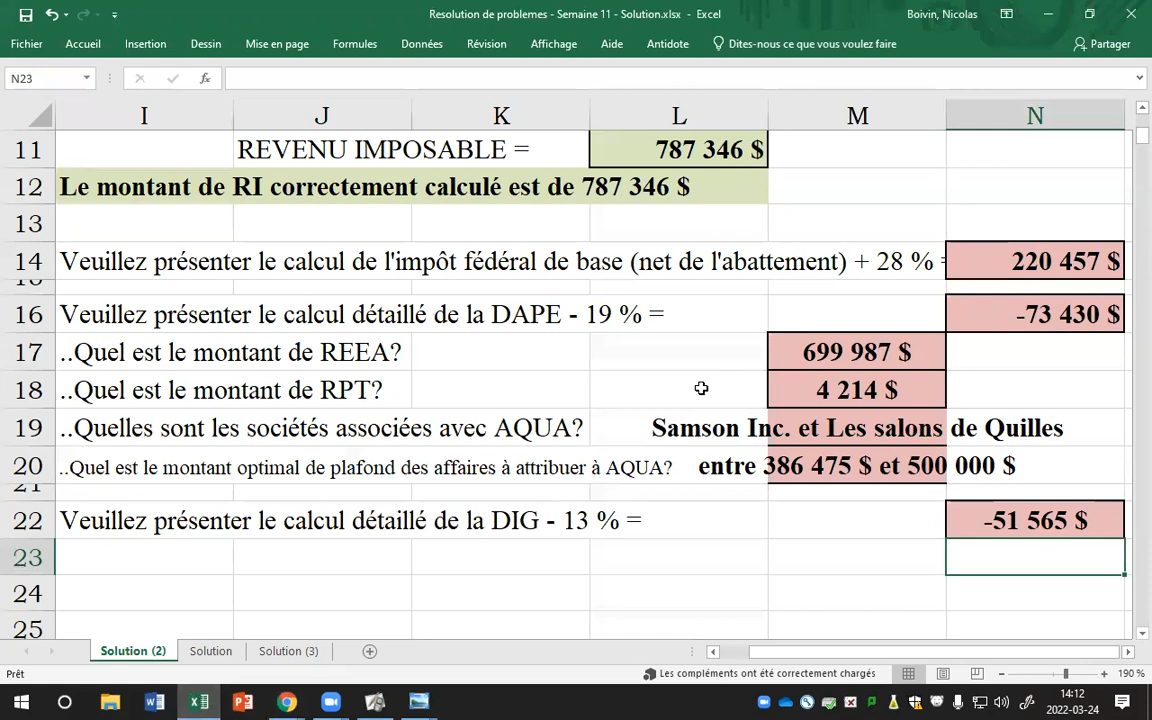 Resolution de problemes - Semaine 11 - Solution.xlsx - Excel
Boivin, Nicolas
Fichier Accueil Insertion Dessin Mise en page Formules Données Révision Affichage Aide Antidote Dites-nous ce que vous voulez faire Partager
N23 fx
I J K L M N
11 REVENU IMPOSABLE = 787 346 $
12 Le montant de RI correctement calculé est de 787 346 $
13
14 Veuillez présenter le calcul de l'impôt fédéral de base (net de l'abattement) + 28 % = 220 457 $
16 Veuillez présenter le calcul détaillé de la DAPE - 19 % = -73 430 $
17 ..Quel est le montant de REEA? 699 987 $
18 ..Quel est le montant de RPT? 4 214 $
19 ..Quelles sont les sociétés associées avec AQUA? Samson Inc. et Les salons de Quilles
20 ..Quel est le montant optimal de plafond des affaires à attribuer à AQUA? entre 386 475 $ et 500 000 $
21
22 Veuillez présenter le calcul détaillé de la DIG - 13 % = -51 565 $
23
24
25
Solution (2) Solution Solution (3)
Prêt Les compléments ont été correctement chargés 190 %
14:12
2022-03-24